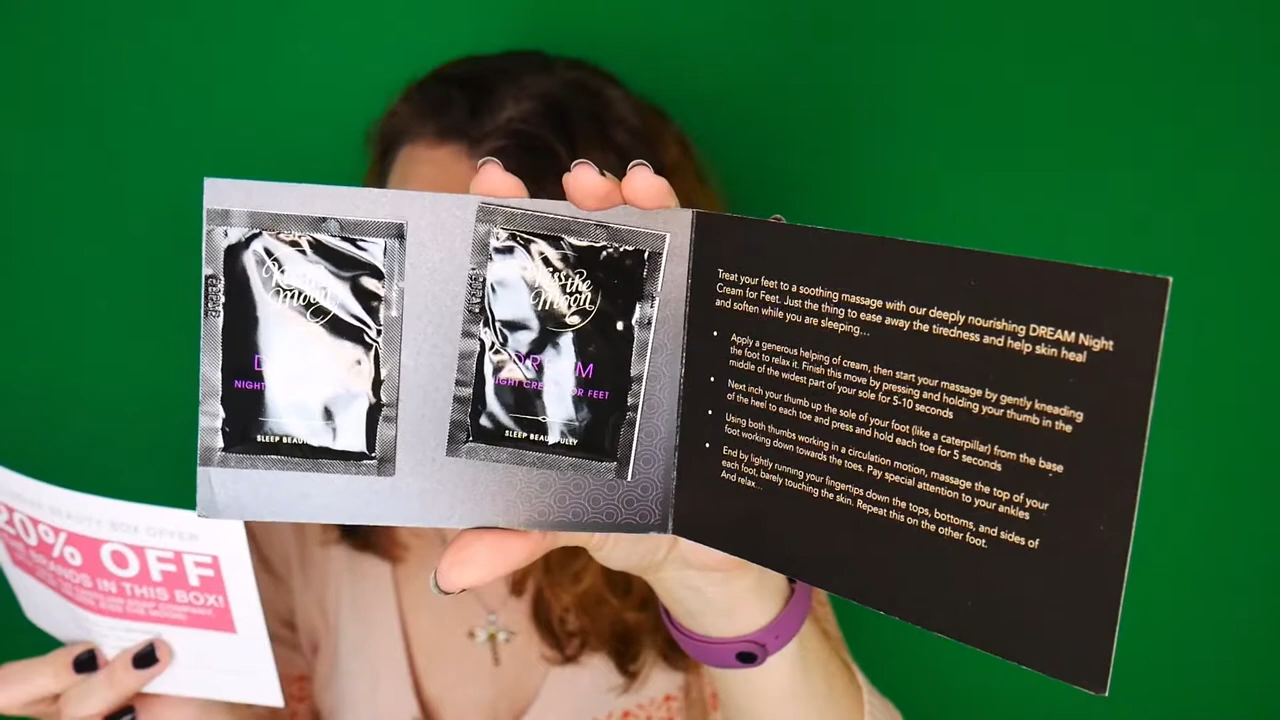 Kiss the
Moon
NIGHT
SLEEP BEAU
Kiss the
Moon
DREAM
NIGHT CREAM FOR FEET
SLEEP BEAUTIFULLY
Treat your feet to a soothing massage with our deeply nourishing DREAM Night
Cream for Feet. Just the thing to ease away the tiredness and help skin heal
and soften while you are sleeping...
• Apply a generous helping of cream, then start your massage by gently kneading
the foot to relax it. Finish this move by pressing and holding your thumb in the
middle of the widest part of your sole for 5-10 seconds
• Next inch your thumb up the sole of your foot (like a caterpillar) from the base
of the heel to each toe and press and hold each toe for 5 seconds
• Using both thumbs working in a circulation motion, massage the top of your
foot working down towards the toes. Pay special attention to your ankles
• End by lightly running your fingertips down the tops, bottoms, and sides of
each foot, barely touching the skin. Repeat this on the other foot.
And relax...
BEAUTY BOX OFFER
20% OFF
BRANDS IN THIS BOX!